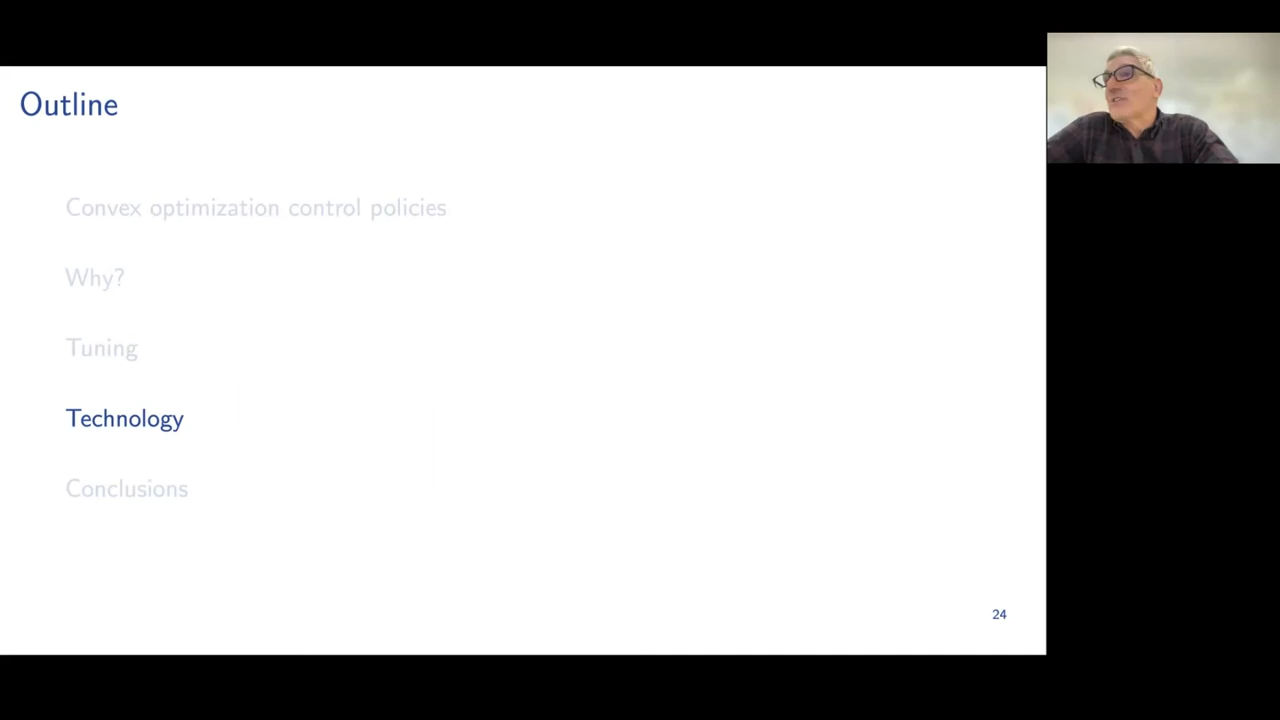 Outline
Convex optimization control policies
Why?
Tuning
Technology
Conclusions
24